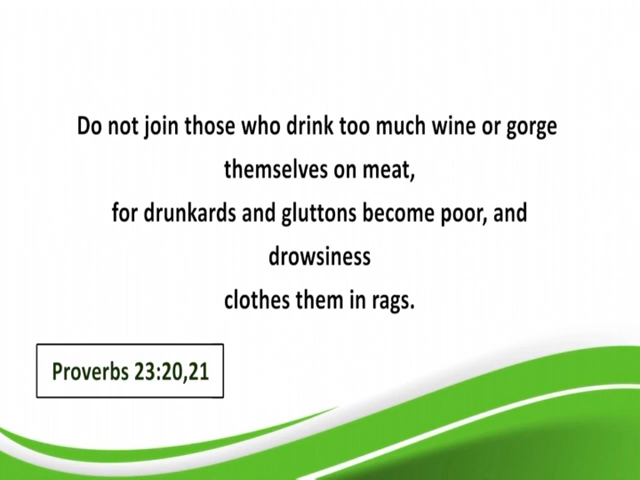 Do not join those who drink too much wine or gorge
themselves on meat,
for drunkards and gluttons become poor, and
drowsiness
clothes them in rags.
Proverbs 23:20,21